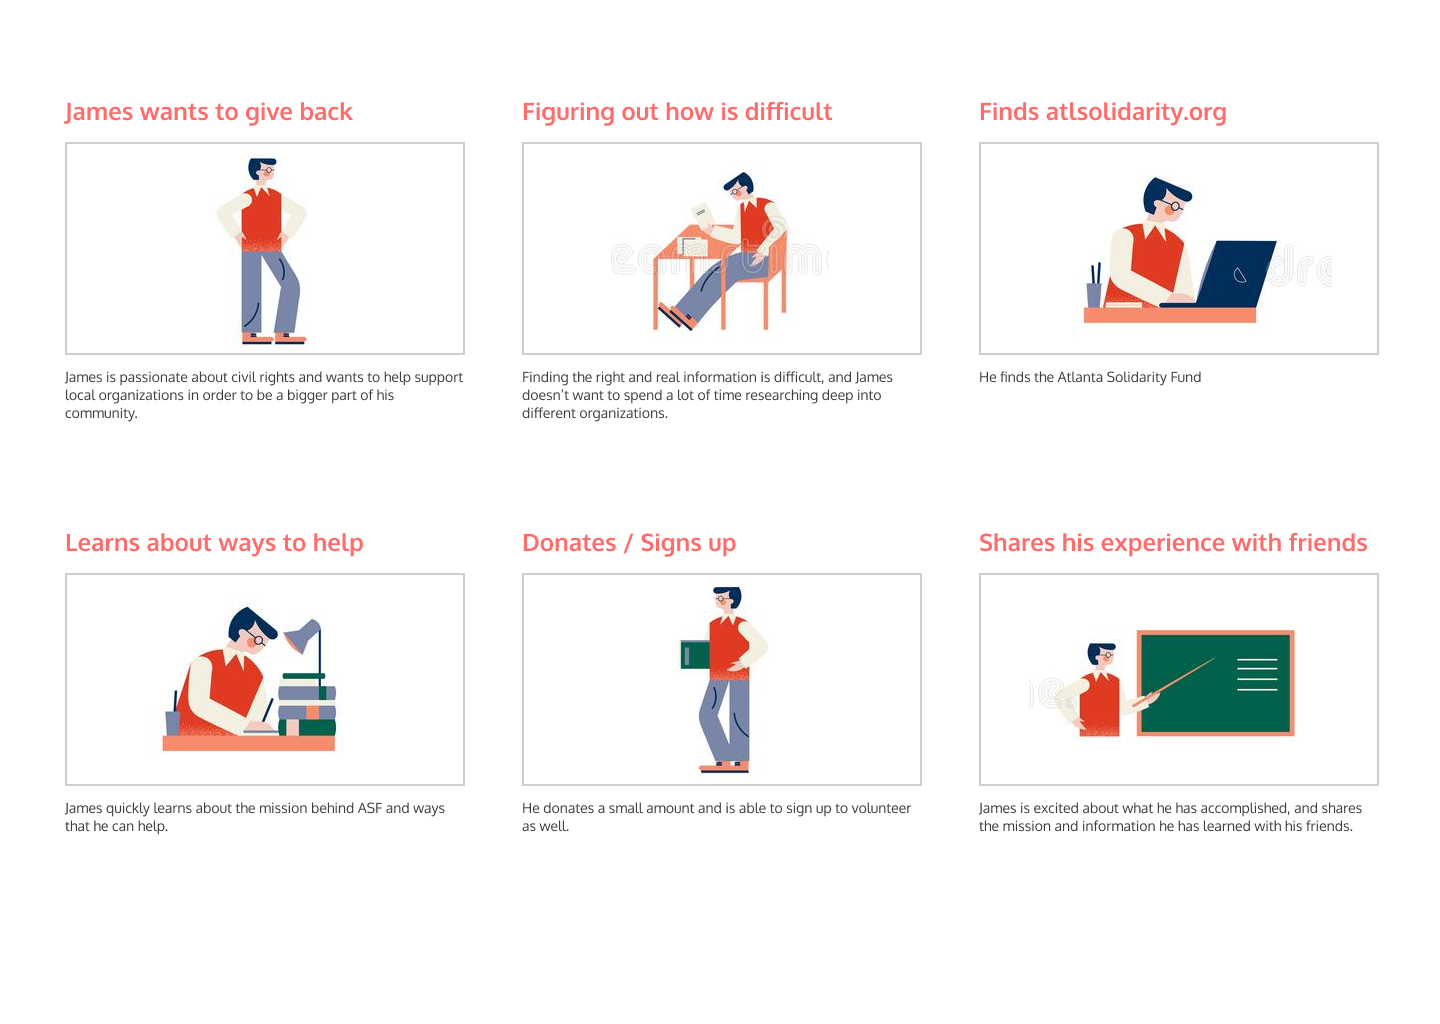 James wants to give back
James is passionate about civil rights and wants to help support
local organizations in order to be a bigger part of his
community.
Figuring out how is difficult
Finding the right and real information is difficult, and James
doesn't want to spend a lot of time researching deep into
different organizations.
Finds atlsolidarity.org
He finds the Atlanta Solidarity Fund
Learns about ways to help
James quickly learns about the mission behind ASF and ways
that he can help.
Donates / Signs up
He donates a small amount and is able to sign up to volunteer
as well.
Shares his experience with friends
James is excited about what he has accomplished, and shares
the mission and information he has learned with his friends.